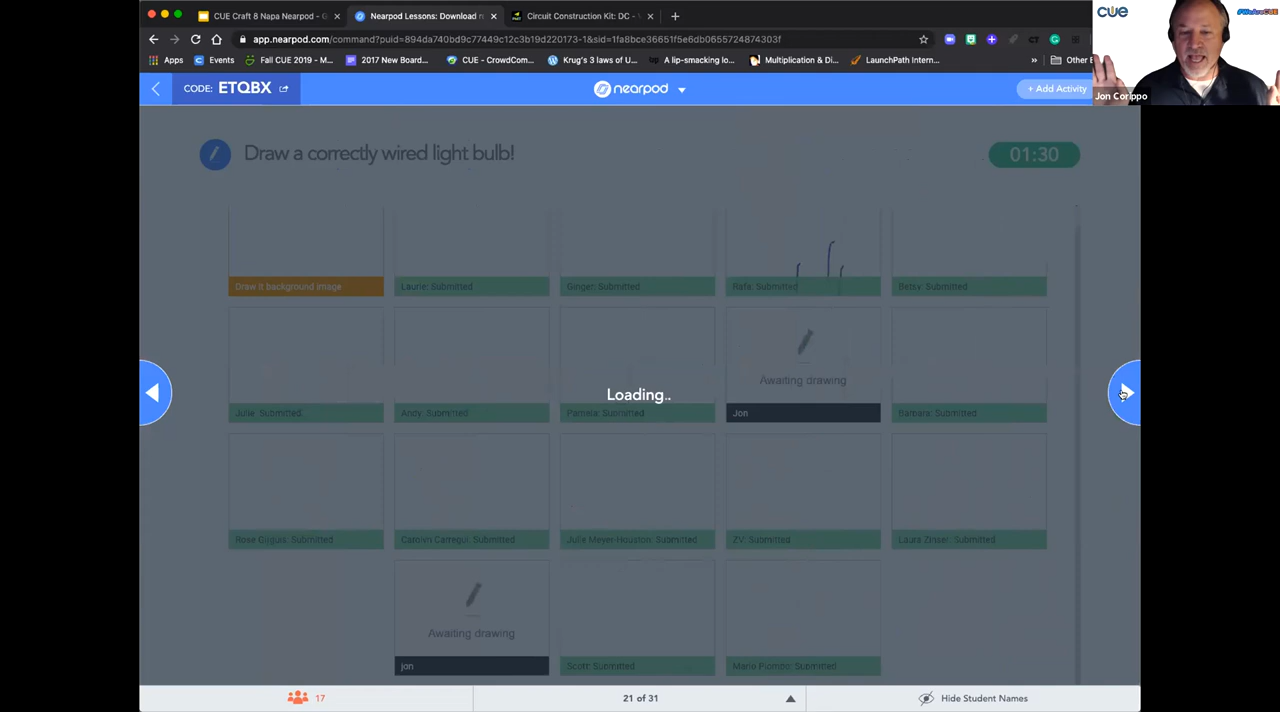 CUE Craft 8 Napa Nearpod - G
Nearpod Lessons: Download r
Circuit Construction Kit: DC -
app.nearpod.com/command?puid=894da740bd9c77449c12c3b19d220173-1&sid=1fa8bce36651f5e6db0655724874303f
Apps
Events
Fall CUE 2019 - M...
2017 New Board...
CUE - CrowdCom...
Krug's 3 laws of U...
A lip-smacking lo...
Multiplication & Di...
LaunchPath Intern...
»
Other B
CUE
#WeAreCUE
Jon Corippo
CODE: ETQBX
nearpod
+ Add Activity
Draw a correctly wired light bulb!
01:30
Draw It background image
Laurie: Submitted
Ginger: Submitted
Rafa: Submitted
Betsy: Submitted
Awaiting drawing
Julie: Submitted
Andy: Submitted
Pamela: Submitted
Jon
Barbara: Submitted
Loading..
Rose Guguis: Submitted
Carolyn Carregui: Submitted
Julie Meyer-Houston: Submitted
ZV: Submitted
Laura Zinser: Submitted
Awaiting drawing
jon
Scott: Submitted
Mario Piombo: Submitted
17
21 of 31
Hide Student Names